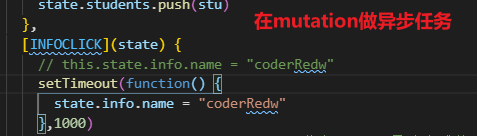 state.students.push(stu)
在mutation做异步任务
},
[INFOCLICK](state) {
// this.state.info.name = "coderRedw"
setTimeout(function() {
state.info.name = "coderRedw"
},1000)